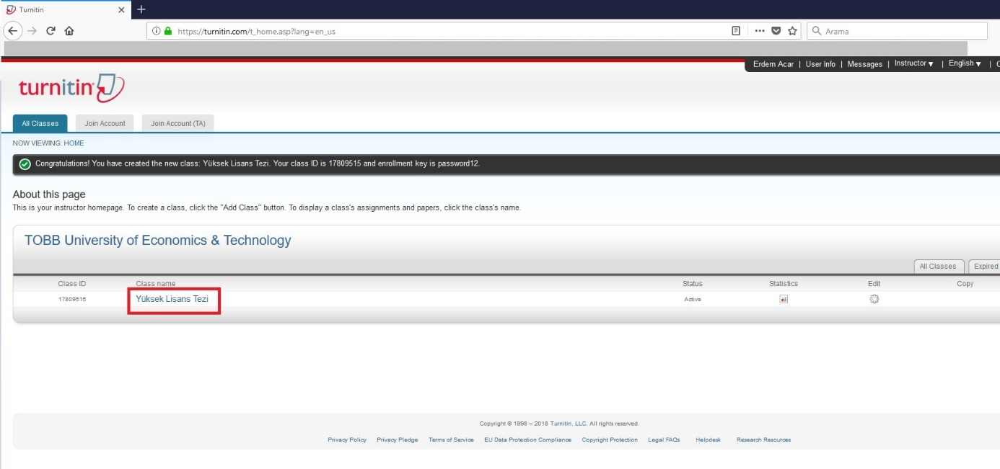 Turnitin
https://turnitin.com/t_home.asp?lang=en_us
Arama
Erdem Acar | User Info | Messages | Instructor | English |
turnitin
All Classes Join Account Join Account (TA)
NOW VIEWING: HOME
Congratulations! You have created the new class: Yüksek Lisans Tezi. Your class ID is 17809515 and enrollment key is password12.
About this page
This is your instructor homepage. To create a class, click the "Add Class" button. To display a class's assignments and papers, click the class's name.
TOBB University of Economics & Technology
All Classes Expired
Class ID Class name Status Statistics Edit Copy
17809515 Yüksek Lisans Tezi Active
Copyright © 1998 – 2018 Turnitin, LLC. All rights reserved.
Privacy Policy Privacy Pledge Terms of Service EU Data Protection Compliance Copyright Protection Legal FAQs Helpdesk Research Resources